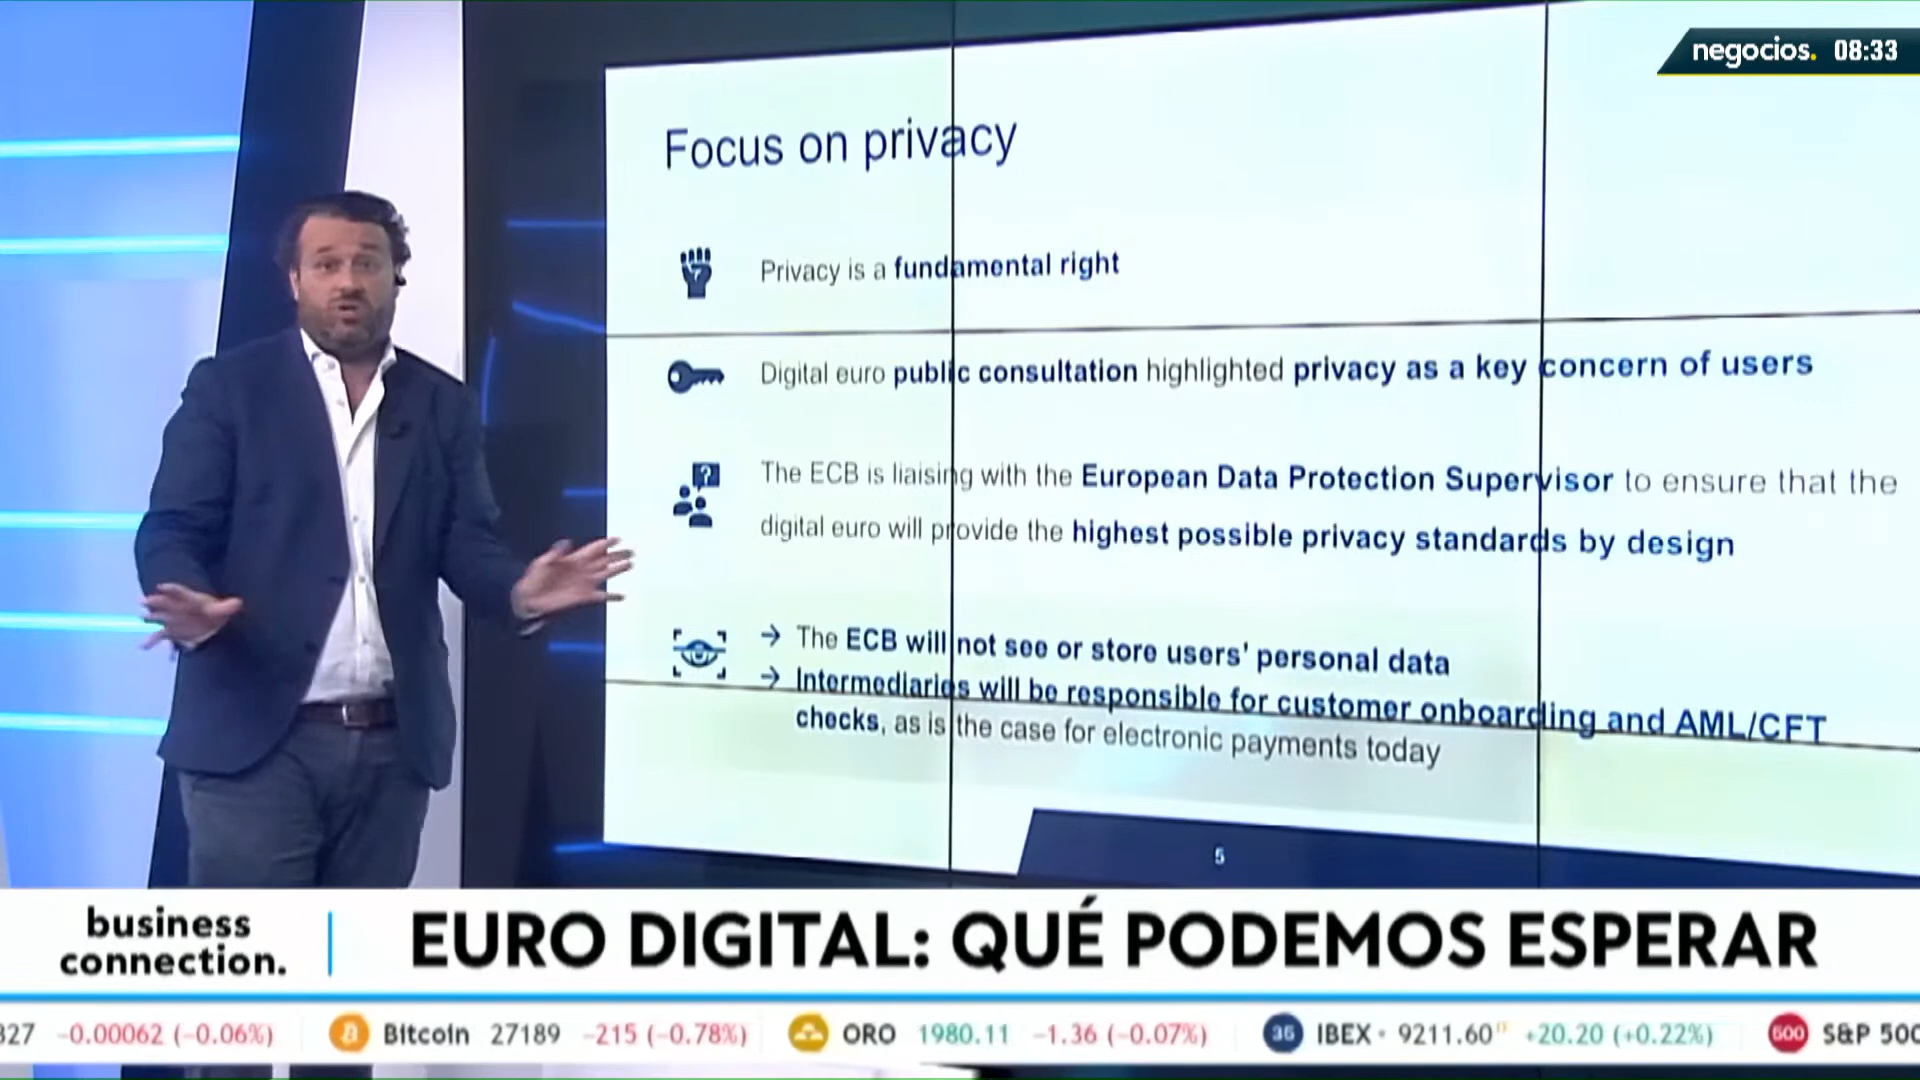 negocios. 08:33
Focus on privacy
Privacy is a fundamental right
Digital euro public consultation highlighted privacy as a key concern of users
?
The ECB is liaising with the European Data Protection Supervisor to ensure that the
digital euro will provide the highest possible privacy standards by design
→ The ECB will not see or store users' personal data
→ Intermediaries will be responsible for customer onboarding and AML/CFT
checks, as is the case for electronic payments today
5
business
connection.
EURO DIGITAL: QUÉ PODEMOS ESPERAR
327 -0.00062 (-0.06%) Bitcoin 27189 -215 (-0.78%) ORO 1980.11 -1.36 (-0.07%) 35 IBEX · 9211.60 +20.20 (+0.22%) 500 S&P 500